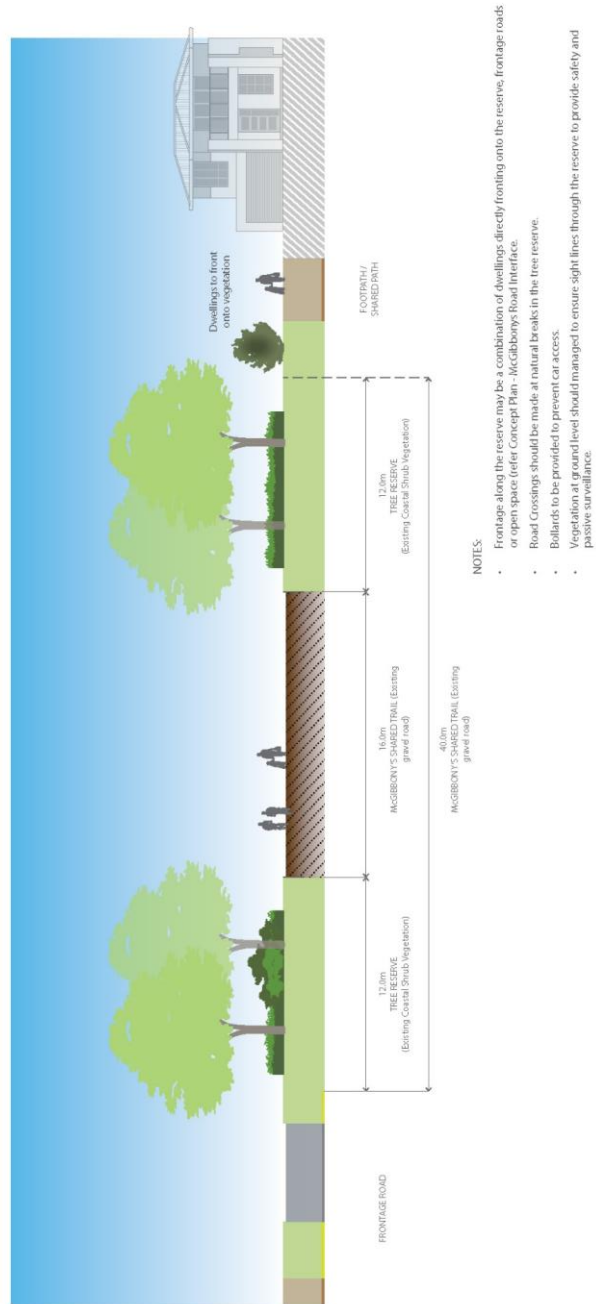 Dwellings to front
onto vegetation
FRONTAGE ROAD
12.0m
TREE RESERVE
(Existing Coastal Shrub Vegetation)
16.0m
McGIBBONY'S SHARED TRAIL (Existing
gravel road)
12.0m
TREE RESERVE
(Existing Coastal Shrub Vegetation)
FOOTPATH /
SHARED PATH
40.0m
McGIBBONY'S SHARED TRAIL (Existing
gravel road)
NOTES:
• Frontage along the reserve may be a combination of dwellings directly fronting onto the reserve, frontage roads
or open space (refer Concept Plan - McGibbonys Road Interface.
• Road Crossings should be made at natural breaks in the tree reserve.
• Bollards to be provided to prevent car access.
• Vegetation at ground level should managed to ensure sight lines through the reserve to provide safety and
passive surveillance.